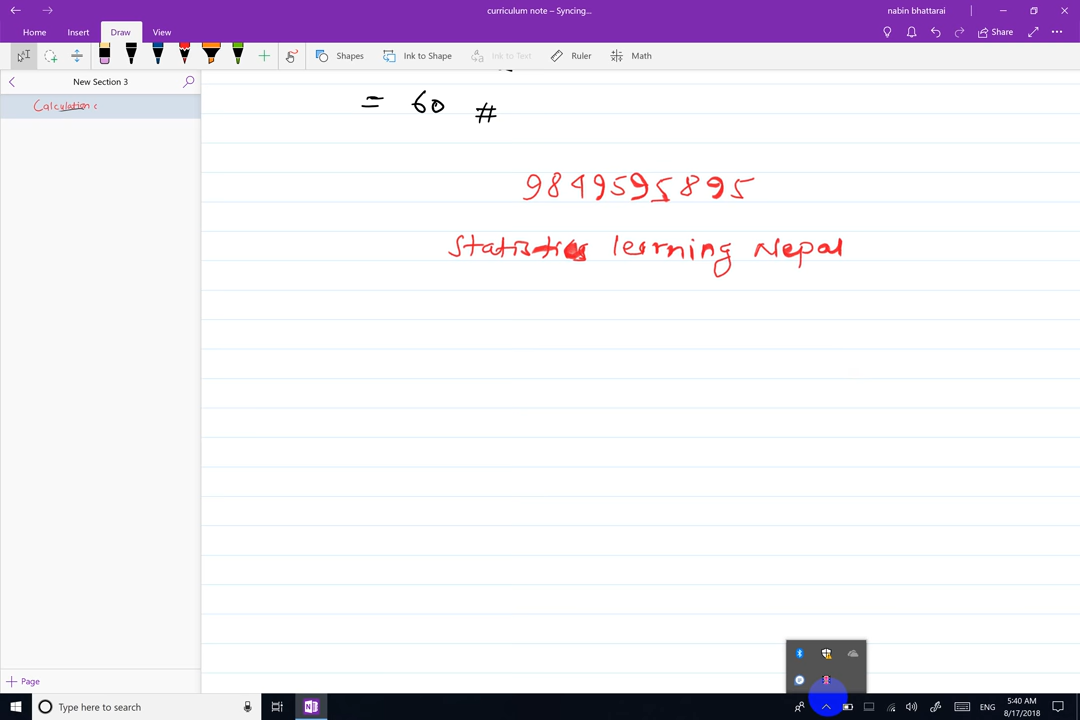 curriculum note – Syncing...
nabin bhattarai
Home Insert Draw View
Share
Shapes Ink to Shape Ink to Text Ruler Math
New Section 3
Calculation
= 60 #
9849595895
Statistics learning Nepal
+ Page
Type here to search
ENG
5:40 AM
8/17/2018